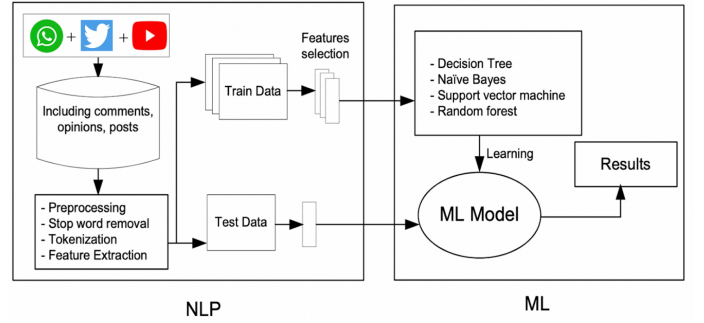 Including comments,
opinions, posts
- Preprocessing
- Stop word removal
- Tokenization
- Feature Extraction
Train Data
Features
selection
Test Data
- Decision Tree
- Naïve Bayes
- Support vector machine
- Random forest
Learning
ML Model
Results
NLP
ML